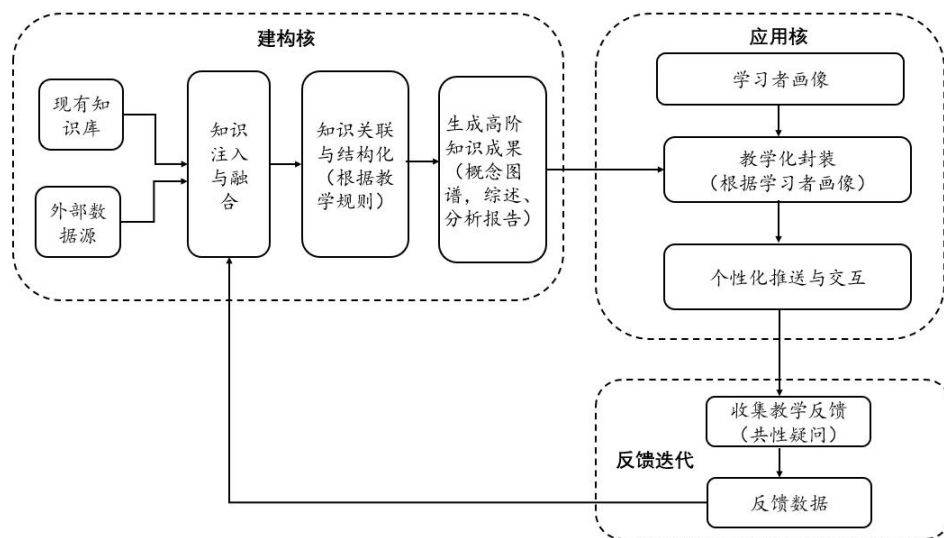 建构核
现有知
识库
外部数
据源
知识
注入
与融
合
知识关联
与结构化
（根据教
学规则）
生成高阶
知识成果
（概念图
谱，综述、
分析报告）
应用核
学习者画像
教学化封装
（根据学习者画像）
个性化推送与交互
反馈迭代
收集教学反馈
（共性疑问）
反馈数据